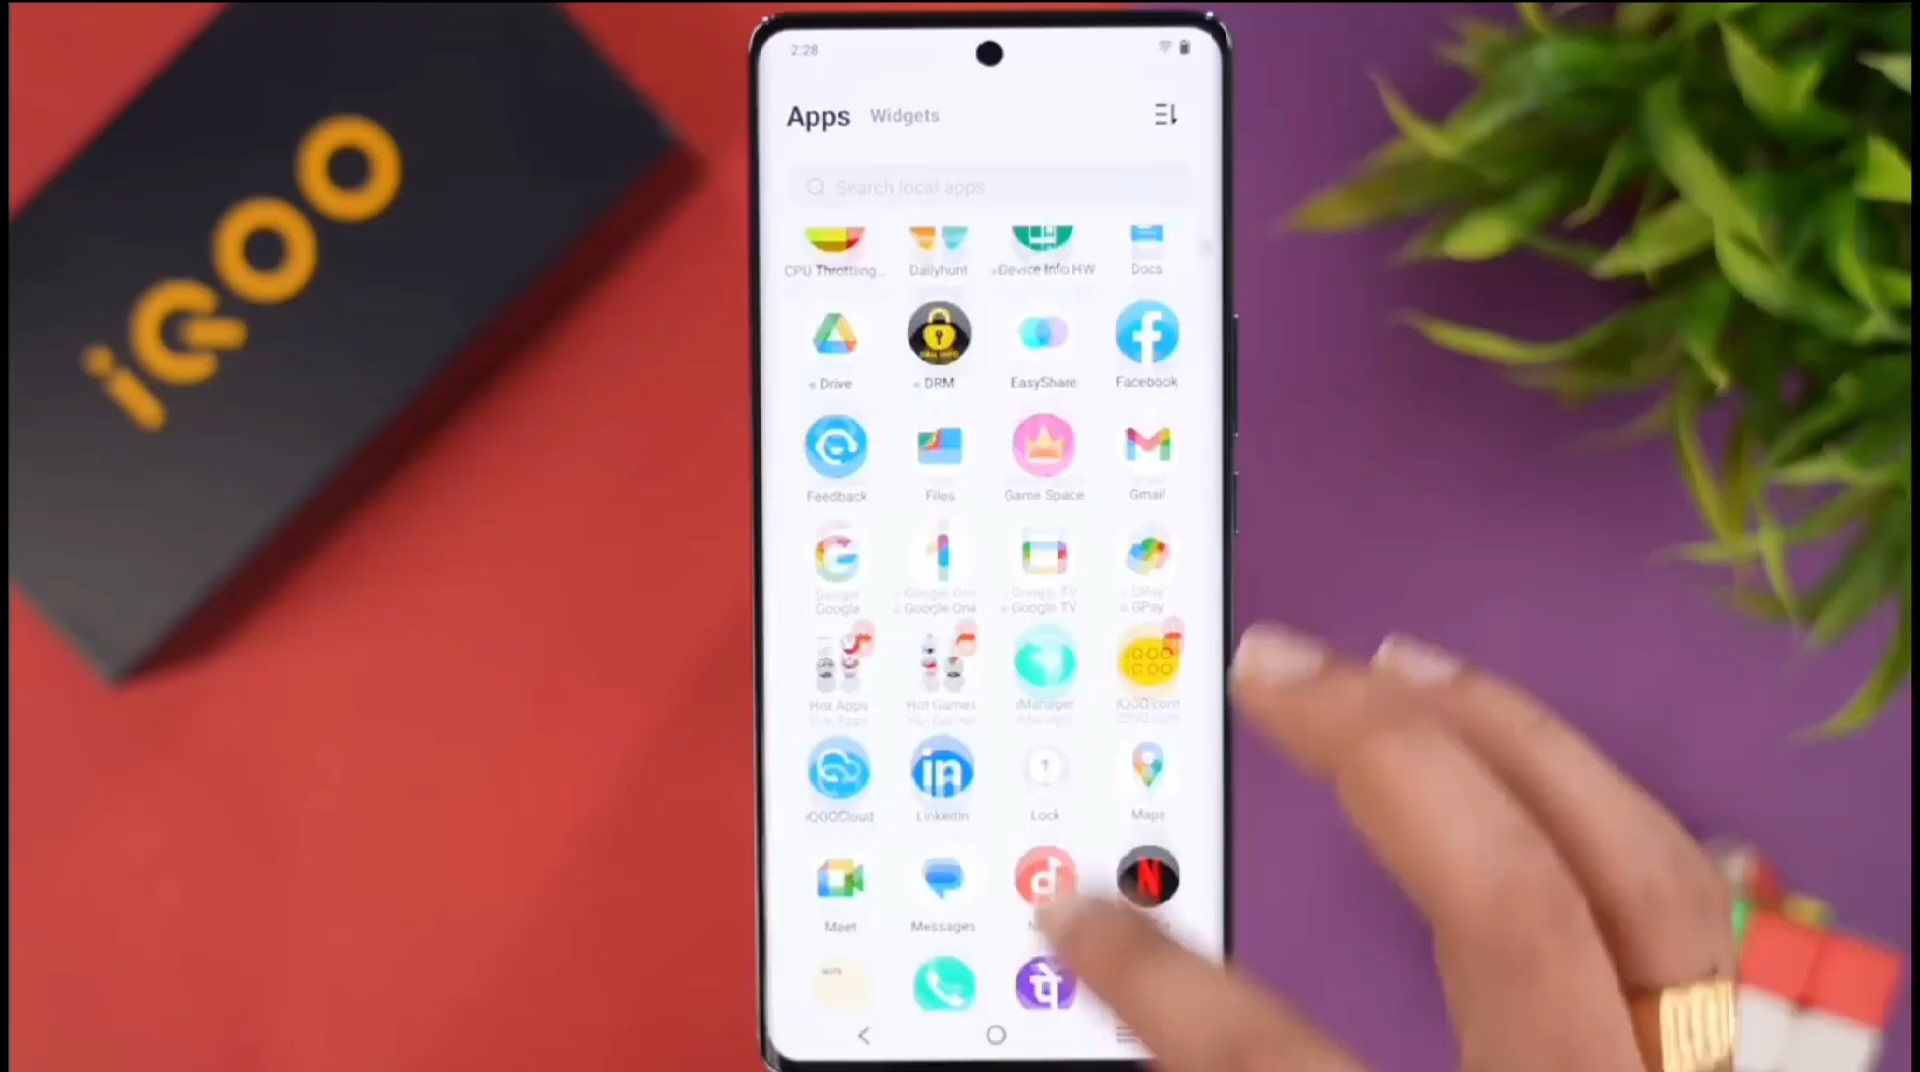 iQOO
2:28
Apps Widgets
Search local apps
CPU Throttling... Dailyhunt Device Info HW Docs
Drive DRM EasyShare Facebook
Feedback Files Game Space Gmail
Google Google One Google TV GPay
Hot Apps Hot Games iManager iQOO.com
iQOOCloud LinkedIn Lock Maps
Meet Messages